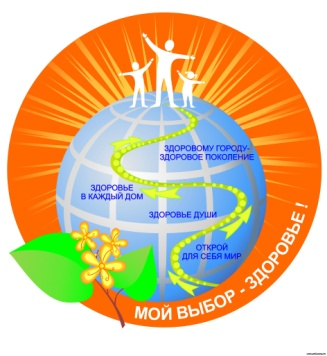 ЗДОРОВОМУ ГОРОДУ-
ЗДОРОВОЕ ПОКОЛЕНИЕ
ЗДОРОВЬЕ
В КАЖДЫЙ ДОМ
ЗДОРОВЬЕ ДУШИ
ОТКРОЙ
ДЛЯ СЕБЯ МИР
МОЙ ВЫБОР - ЗДОРОВЬЕ !